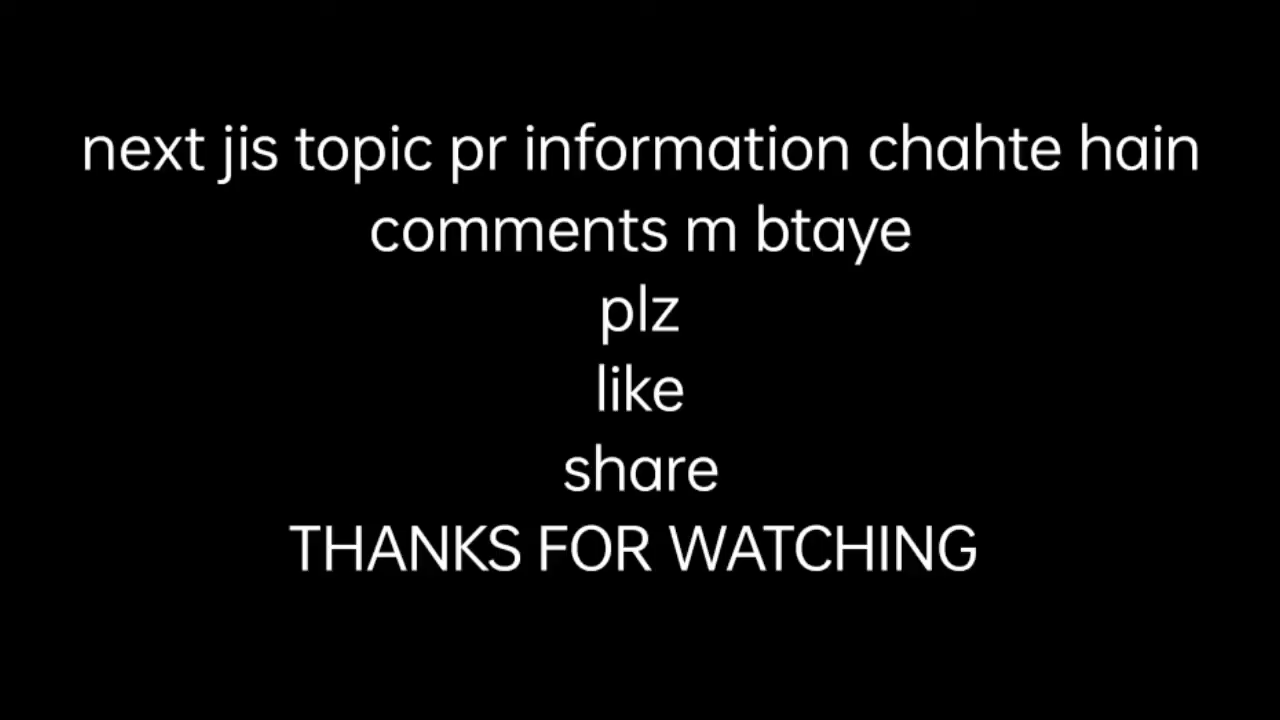 next jis topic pr information chahte hain
comments m btaye
plz
like
share
THANKS FOR WATCHING